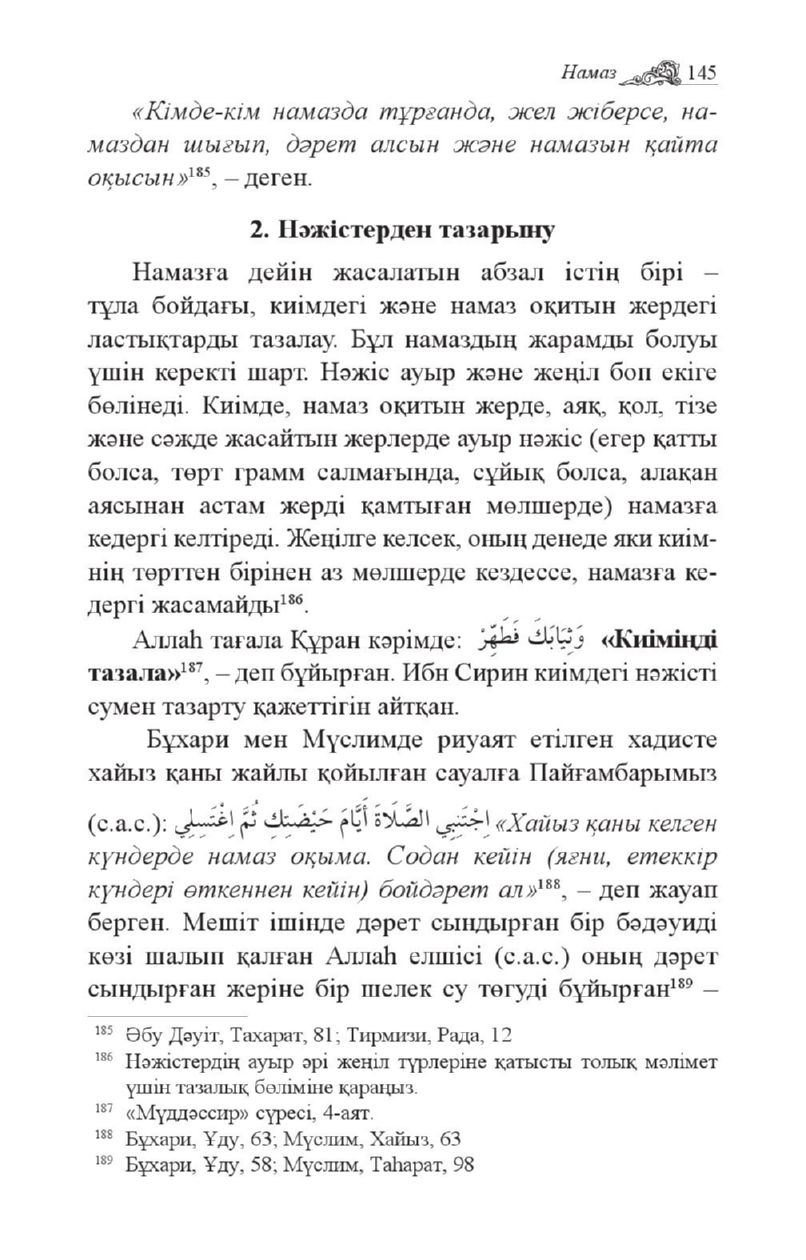 Намаз 145
«Кімде-кім намазда тұрғанда, жел жіберсе, на-
маздан шығып, дәрет алсын және намазын қайта
оқысын»¹⁸⁵, – деген.
2. Нәжістерден тазарыну
Намазға дейін жасалатын абзал істің бірі –
тұла бойдағы, киімдегі және намаз оқитын жердегі
ластықтарды тазалау. Бұл намаздың жарамды болуы
үшін керекті шарт. Нәжіс ауыр және жеңіл боп екіге
бөлінеді. Киімде, намаз оқитын жерде, аяқ, қол, тізе
және сәжде жасайтын жерлерде ауыр нәжіс (егер қатты
болса, төрт грамм салмағында, сұйық болса, алақан
аясынан астам жерді қамтыған мөлшерде) намазға
кедергі келтіреді. Жеңілге келсек, оның денеде яки киім-
нің төрттен бірінен аз мөлшерде кездессе, намазға ке-
дергі жасамайды¹⁸⁶.
Аллаһ тағала Құран кәрімде: وَثِيَابَكَ فَطَهِّرْ «Киіміңді
тазала»¹⁸⁷, – деп бұйырған. Ибн Сирин киімдегі нәжісті
сумен тазарту қажеттігін айтқан.
Бұхари мен Мүслимде риуаят етілген хадисте
хайыз қаны жайлы қойылған сауалға Пайғамбарымыз
(с.а.с.): اِجْتَنِبِي الصَّلَاةَ أَيَّامَ حَيْضَتِكِ ثُمَّ اغْتَسِلِي «Хайыз қаны келген
күндерде намаз оқыма. Содан кейін (яғни, етеккір
күндері өткеннен кейін) бойдәрет ал»¹⁸⁸, – деп жауап
берген. Мешіт ішінде дәрет сындырған бір бәдәуиді
көзі шалып қалған Аллаһ елшісі (с.а.с.) оның дәрет
сындырған жеріне бір шелек су төгуді бұйырған¹⁸⁹ –
¹⁸⁵ Әбу Дәуіт, Тахарат, 81; Тирмизи, Рада, 12
¹⁸⁶ Нәжістердің ауыр әрі жеңіл түрлеріне қатысты толық мәлімет
үшін тазалық бөліміне қараңыз.
¹⁸⁷ «Мүддәссир» сүресі, 4-аят.
¹⁸⁸ Бұхари, Ұду, 63; Мүслим, Хайыз, 63
¹⁸⁹ Бұхари, Ұду, 58; Мүслим, Таһарат, 98